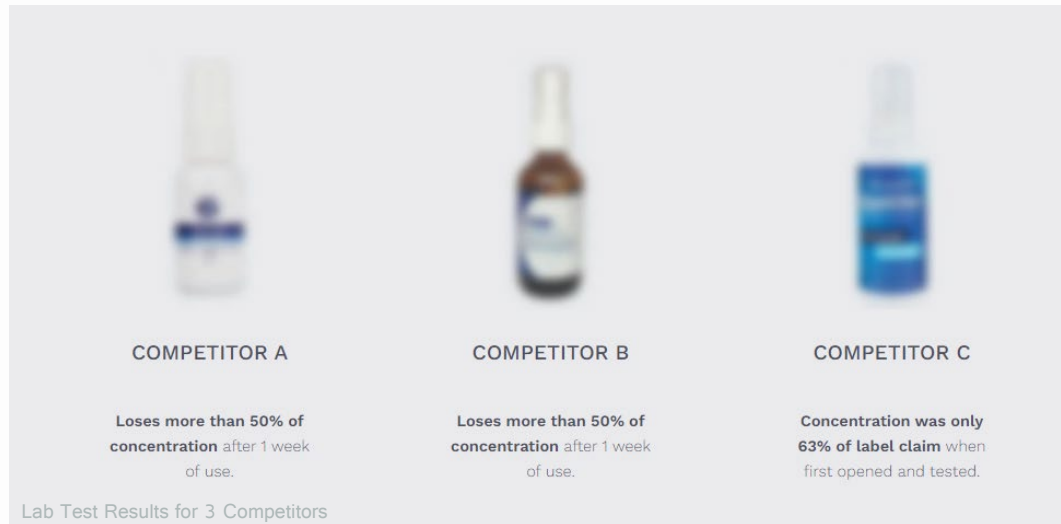 COMPETITOR A
Loses more than 50% of
concentration after 1 week
of use.
COMPETITOR B
Loses more than 50% of
concentration after 1 week
of use.
COMPETITOR C
Concentration was only
63% of label claim when
first opened and tested.
Lab Test Results for 3 Competitors